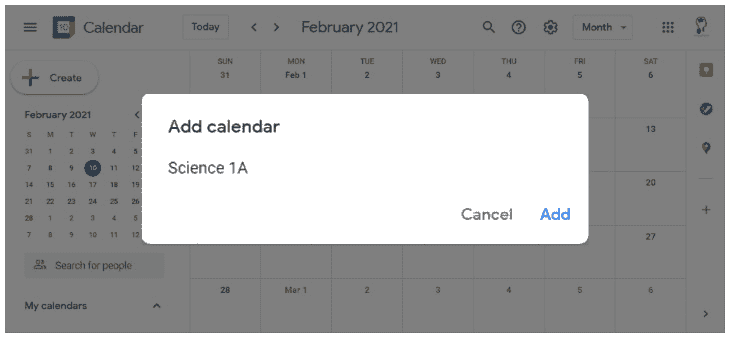 Calendar Today February 2021 Month
Create
SUN MON TUE WED THU FRI SAT
31 Feb 1 2 3 4 5 6
February 2021
S M T W T F
31 1 2 3 4 5
7 8 9 10 11 12
14 15 16 17 18 19
21 22 23 24 25 26
28 1 2 3 4 5
7 8 9 10 11 12
Add calendar
Science 1A
Cancel Add
13
20
27
Search for people
My calendars
28 Mar 1 2 3 4 5 6